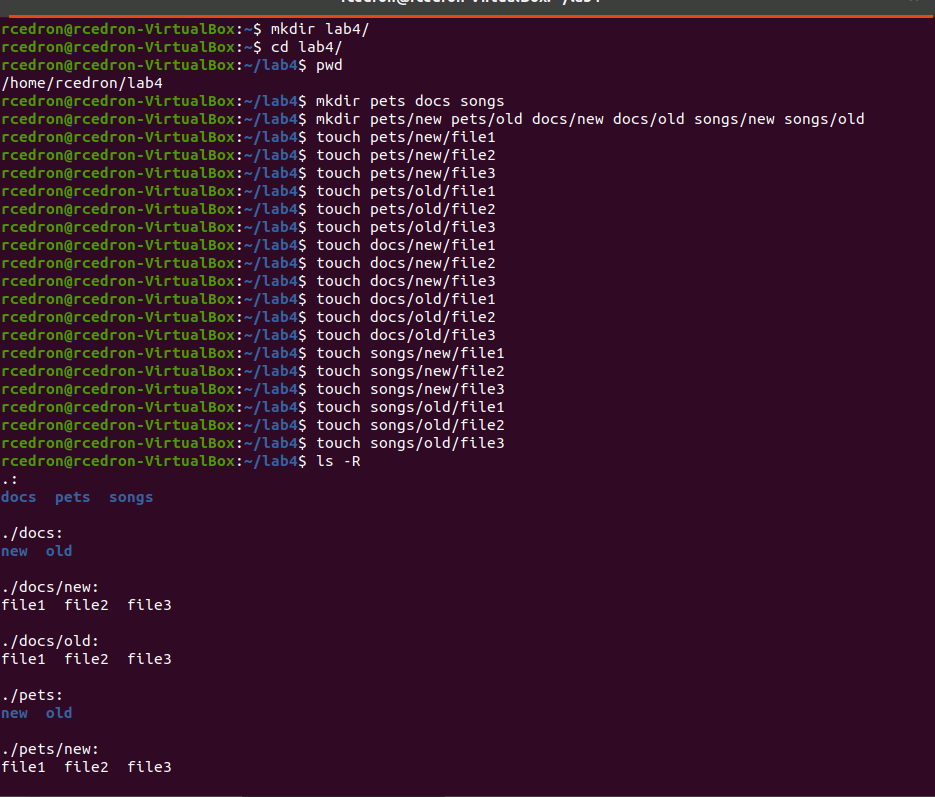 rcedron@rcedron-VirtualBox:~$ mkdir lab4/
rcedron@rcedron-VirtualBox:~$ cd lab4/
rcedron@rcedron-VirtualBox:~/lab4$ pwd
/home/rcedron/lab4
rcedron@rcedron-VirtualBox:~/lab4$ mkdir pets docs songs
rcedron@rcedron-VirtualBox:~/lab4$ mkdir pets/new pets/old docs/new docs/old songs/new songs/old
rcedron@rcedron-VirtualBox:~/lab4$ touch pets/new/file1
rcedron@rcedron-VirtualBox:~/lab4$ touch pets/new/file2
rcedron@rcedron-VirtualBox:~/lab4$ touch pets/new/file3
rcedron@rcedron-VirtualBox:~/lab4$ touch pets/old/file1
rcedron@rcedron-VirtualBox:~/lab4$ touch pets/old/file2
rcedron@rcedron-VirtualBox:~/lab4$ touch pets/old/file3
rcedron@rcedron-VirtualBox:~/lab4$ touch docs/new/file1
rcedron@rcedron-VirtualBox:~/lab4$ touch docs/new/file2
rcedron@rcedron-VirtualBox:~/lab4$ touch docs/new/file3
rcedron@rcedron-VirtualBox:~/lab4$ touch docs/old/file1
rcedron@rcedron-VirtualBox:~/lab4$ touch docs/old/file2
rcedron@rcedron-VirtualBox:~/lab4$ touch docs/old/file3
rcedron@rcedron-VirtualBox:~/lab4$ touch songs/new/file1
rcedron@rcedron-VirtualBox:~/lab4$ touch songs/new/file2
rcedron@rcedron-VirtualBox:~/lab4$ touch songs/new/file3
rcedron@rcedron-VirtualBox:~/lab4$ touch songs/old/file1
rcedron@rcedron-VirtualBox:~/lab4$ touch songs/old/file2
rcedron@rcedron-VirtualBox:~/lab4$ touch songs/old/file3
rcedron@rcedron-VirtualBox:~/lab4$ ls -R
.:
docs  pets  songs

./docs:
new  old

./docs/new:
file1  file2  file3

./docs/old:
file1  file2  file3

./pets:
new  old

./pets/new:
file1  file2  file3